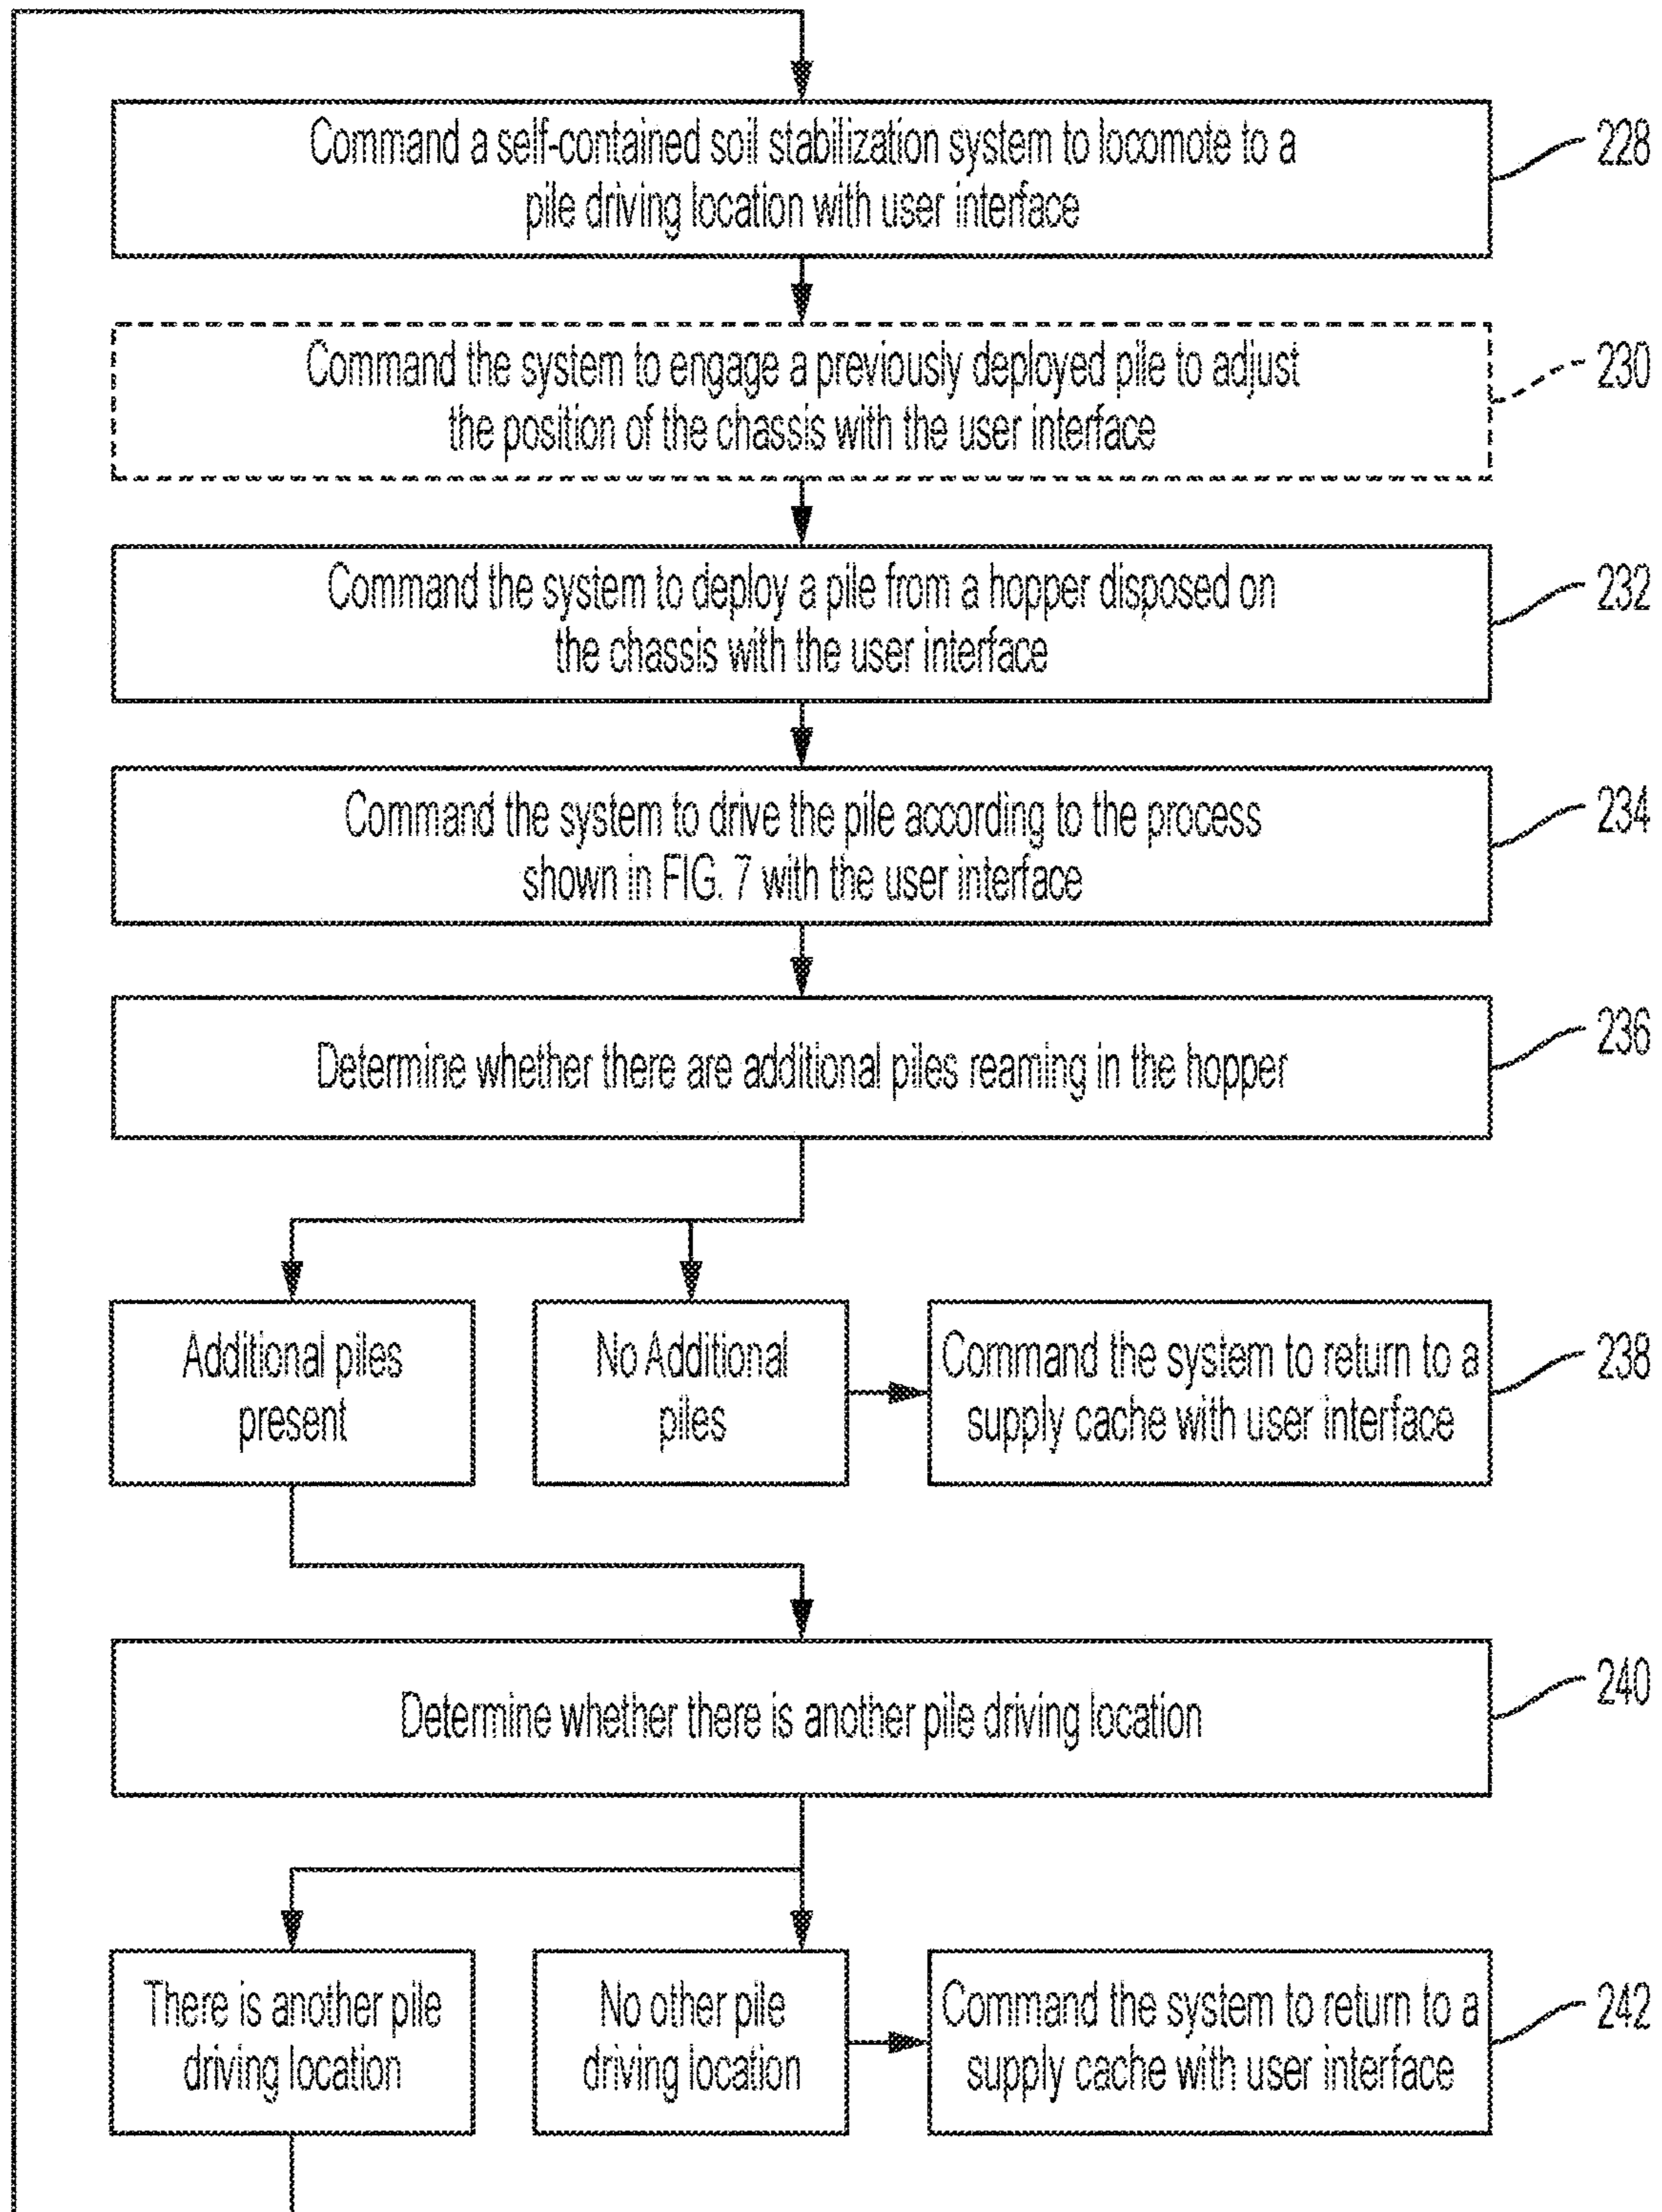 Command a self-contained soil stabilization system to locomote to a
pile driving location with user interface
228
Command the system to engage a previously deployed pile to adjust
the position of the chassis with the user interface
230
Command the system to deploy a pile from a hopper disposed on
the chassis with the user interface
232
Command the system to drive the pile according to the process
shown in FIG. 7 with the user interface
234
Determine whether there are additional piles reaming in the hopper
236
Additional piles
present
No Additional
piles
Command the system to return to a
supply cache with user interface
238
Determine whether there is another pile driving location
240
There is another pile
driving location
No other pile
driving location
Command the system to return to a
supply cache with user interface
242